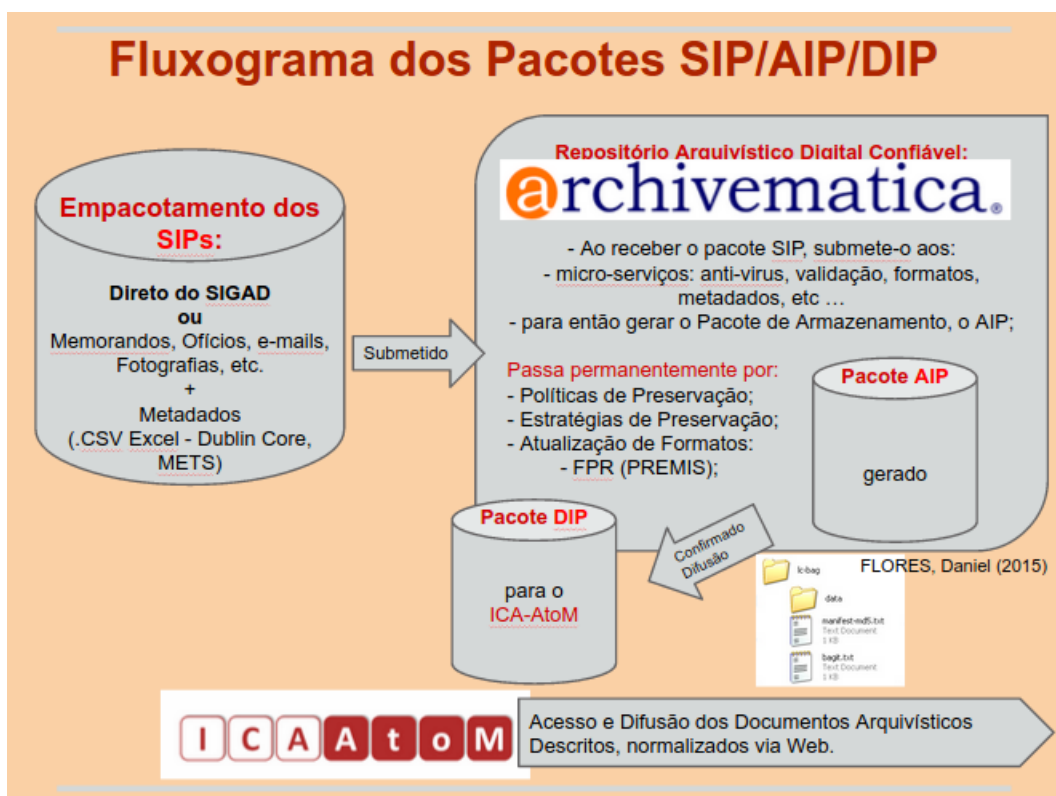 Fluxograma dos Pacotes SIP/AIP/DIP
Empacotamento dos
SIPs:
Direto do SIGAD
ou
Memorandos, Ofícios, e-mails,
Fotografias, etc.
+
Metadados
(.CSV Excel - Dublin Core,
METS)
Submetido
Repositório Arquivístico Digital Confiável:
archivematica®
- Ao receber o pacote SIP, submete-o aos:
- micro-serviços: anti-virus, validação, formatos,
metadados, etc ...
- para então gerar o Pacote de Armazenamento, o AIP;
Passa permanentemente por:
- Políticas de Preservação;
- Estratégias de Preservação;
- Atualização de Formatos:
- FPR (PREMIS);
Pacote AIP
gerado
Confirmado
Difusão
Pacote DIP
para o
ICA-AtoM
FLORES, Daniel (2015)
lc-bag
data
manifest-md5.txt
Text Document
1 KB
bagit.txt
Text Document
1 KB
ICAAtoM
Acesso e Difusão dos Documentos Arquivísticos
Descritos, normalizados via Web.